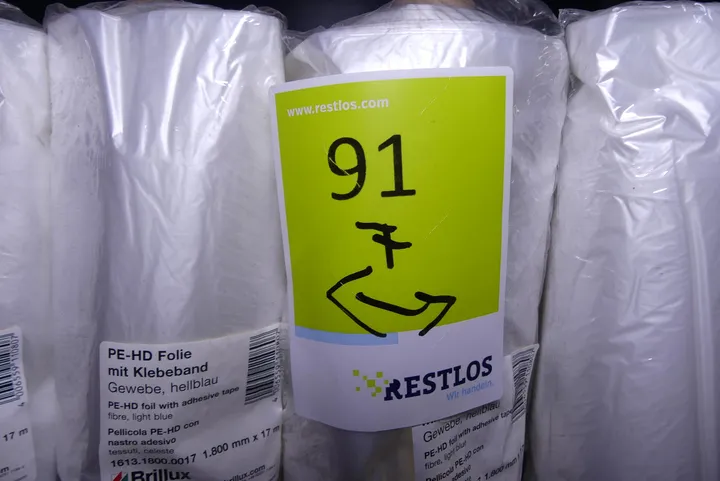 www.restlos.com
91
7
RESTLOS
Wir handeln.
PE-HD Folie
mit Klebeband
Gewebe, hellblau
PE-HD foil with adhesive tape
fibre, light blue
Pellicola PE-HD con
nastro adesivo
tessuti, celeste
1613.1800.0017 1.800 mm x 17 m
Brillux
17 m
Gewebe, hellblau
PE-HD foil with adhesive
fibre, light blue
Pellicola PE-HD con
nastro adesivo